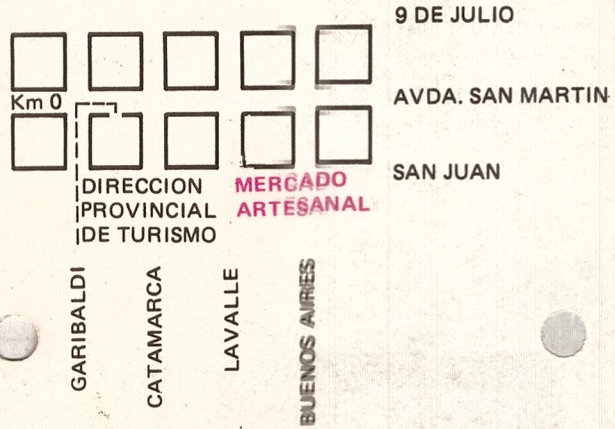 9 DE JULIO
Km 0
AVDA. SAN MARTIN
SAN JUAN
DIRECCION
PROVINCIAL
DE TURISMO
MERCADO
ARTESANAL
GARIBALDI
CATAMARCA
LAVALLE
BUENOS AIRES